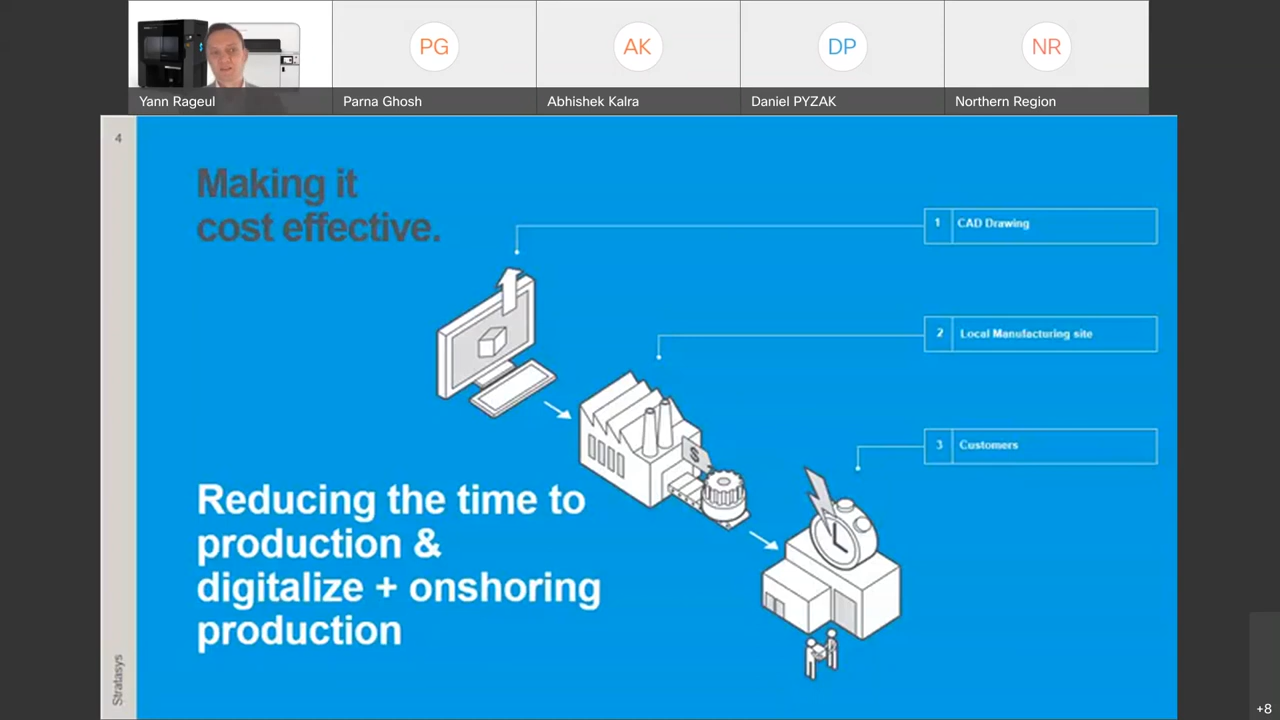 PG
AK
DP
NR
Yann Rageul
Parna Ghosh
Abhishek Kalra
Daniel PYZAK
Northern Region
4
Making it
cost effective.
1 CAD Drawing
2 Local Manufacturing site
3 Customers
$
Reducing the time to
production &
digitalize + onshoring
production
Stratasys
+8